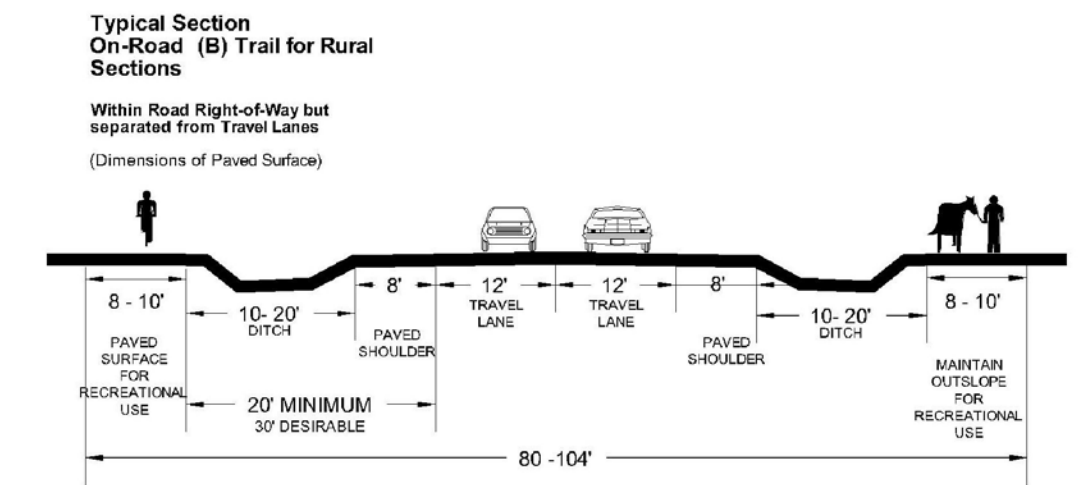 Typical Section
On-Road (B) Trail for Rural
Sections
Within Road Right-of-Way but
separated from Travel Lanes
(Dimensions of Paved Surface)
8 - 10'
PAVED
SURFACE
FOR
RECREATIONAL
USE
10- 20'
DITCH
8'
PAVED
SHOULDER
12'
TRAVEL
LANE
12'
TRAVEL
LANE
8'
PAVED
SHOULDER
10- 20'
DITCH
8 - 10'
MAINTAIN
OUTSLOPE
FOR
RECREATIONAL
USE
20' MINIMUM
30' DESIRABLE
80 -104'